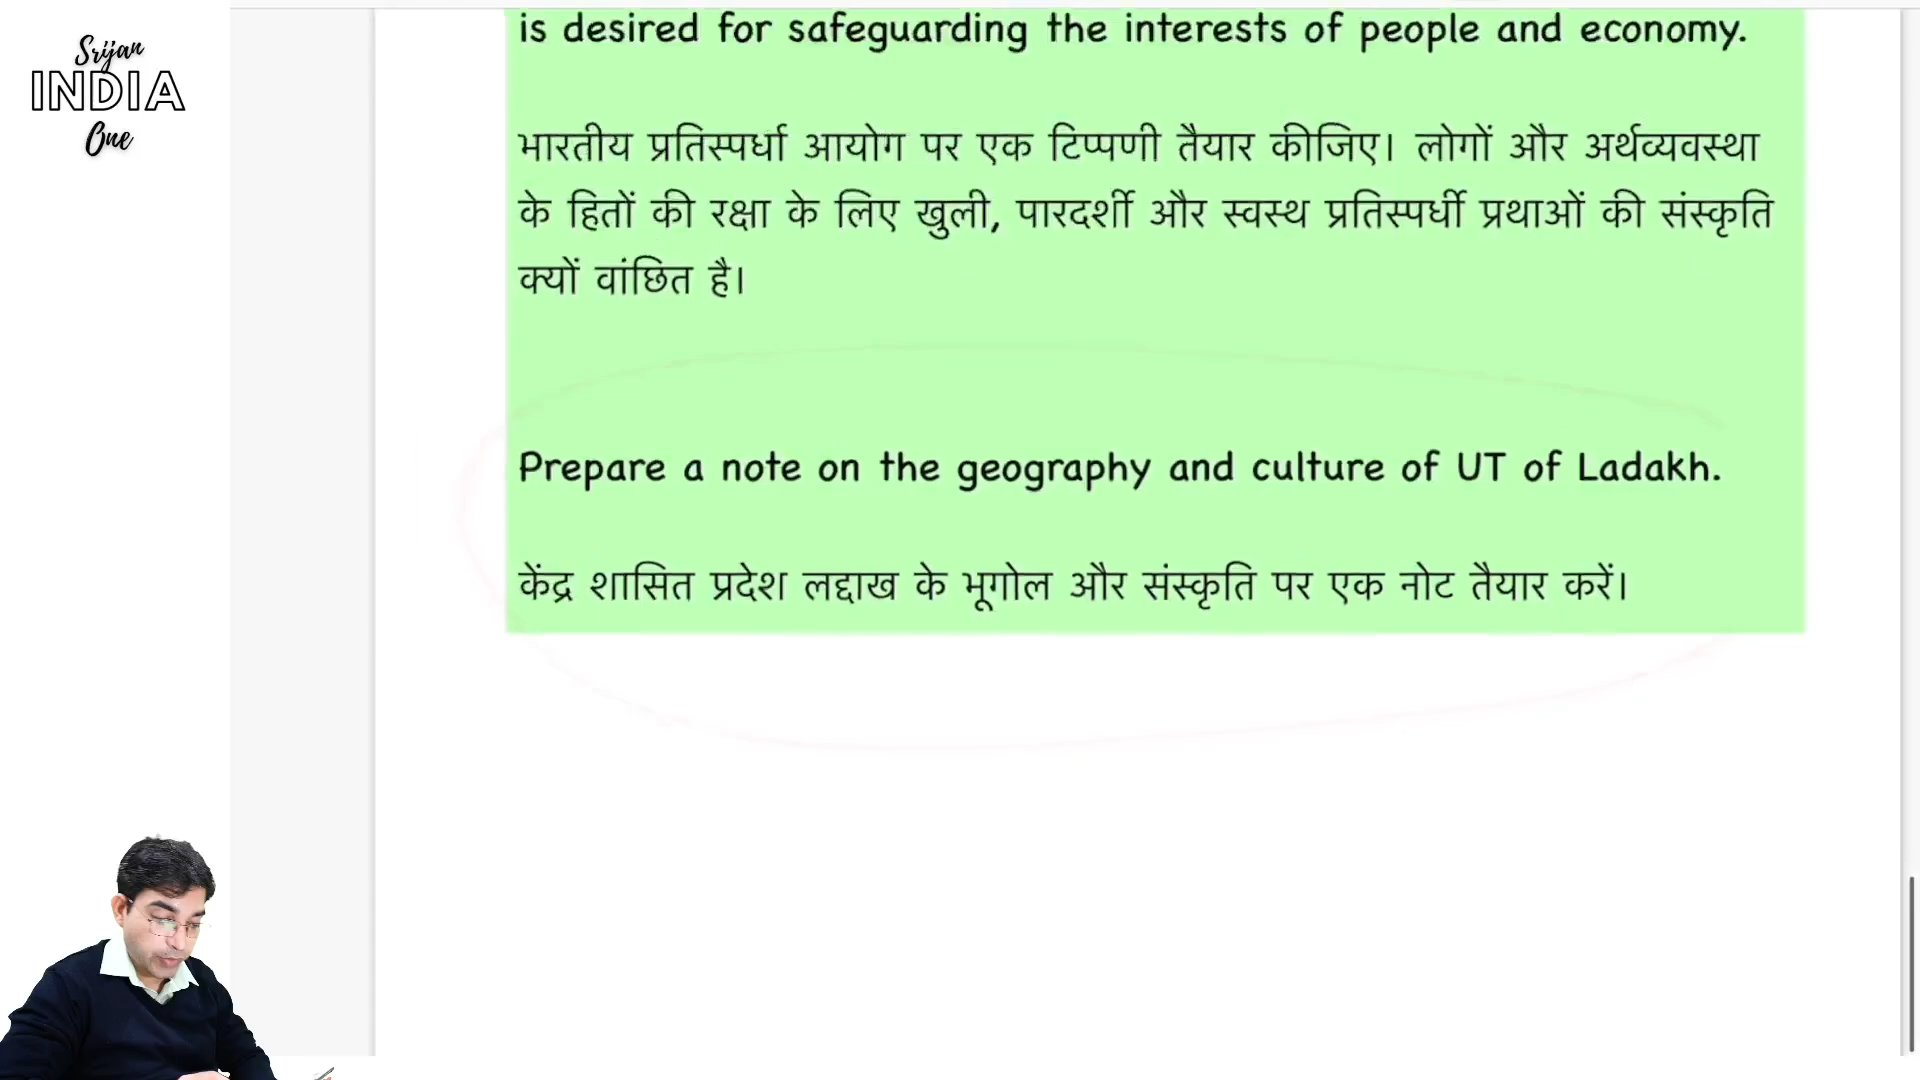 Srijan
INDIA
One
is desired for safeguarding the interests of people and economy.
भारतीय प्रतिस्पर्धा आयोग पर एक टिप्पणी तैयार कीजिए। लोगों और अर्थव्यवस्था
के हितों की रक्षा के लिए खुली, पारदर्शी और स्वस्थ प्रतिस्पर्धी प्रथाओं की संस्कृति
क्यों वांछित है।
Prepare a note on the geography and culture of UT of Ladakh.
केंद्र शासित प्रदेश लद्दाख के भूगोल और संस्कृति पर एक नोट तैयार करें।